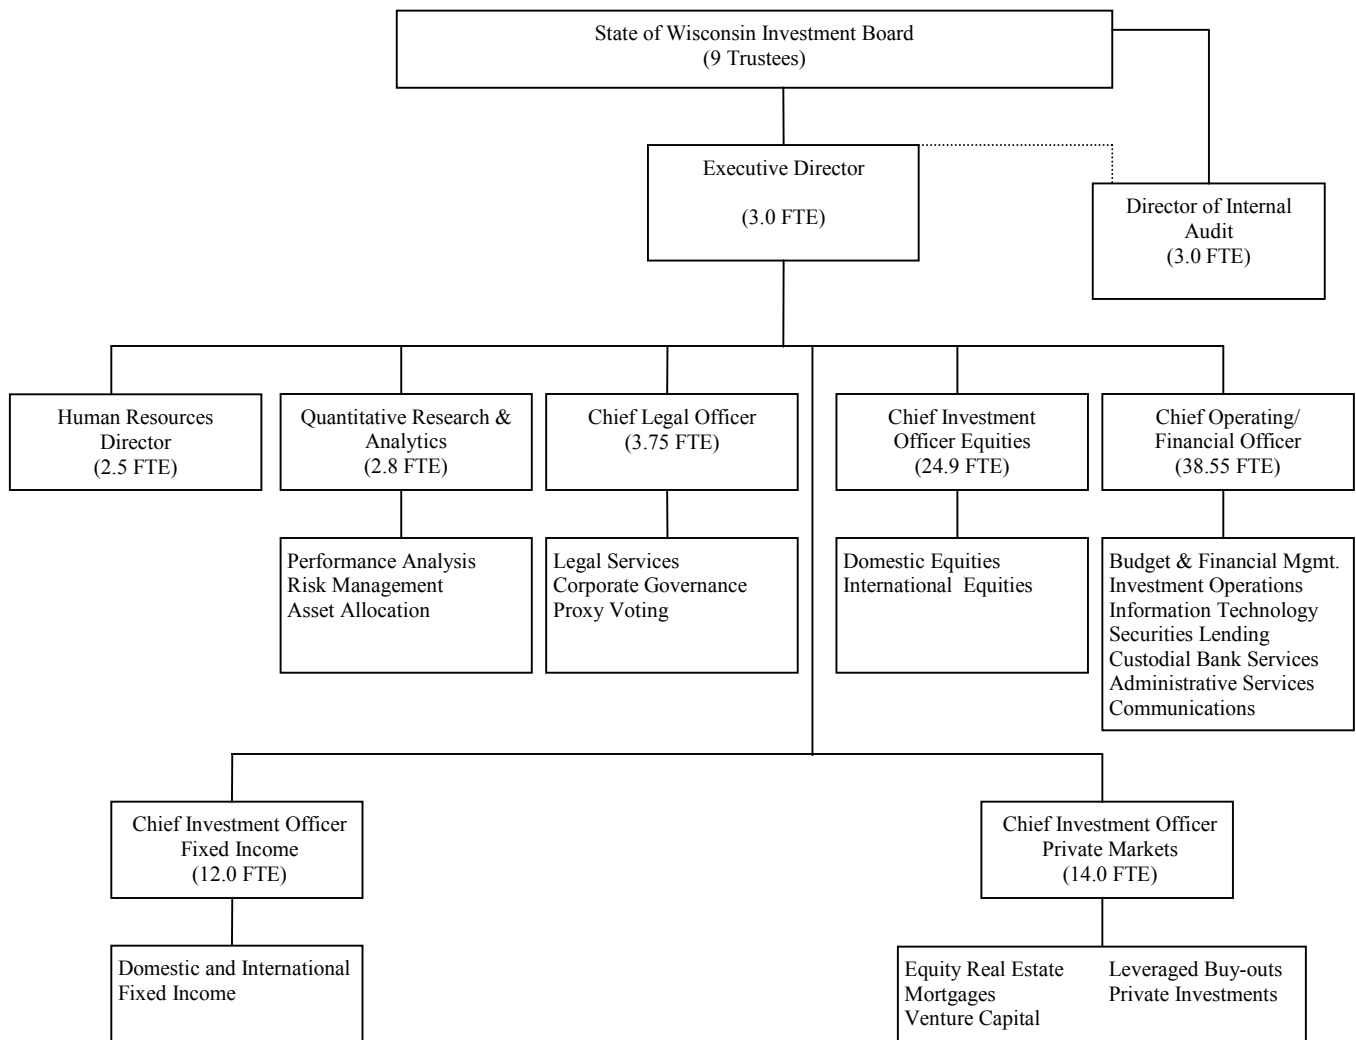 State of Wisconsin Investment Board
(9 Trustees)
Executive Director
(3.0 FTE)
Director of Internal
Audit
(3.0 FTE)
Human Resources
Director
(2.5 FTE)
Quantitative Research &
Analytics
(2.8 FTE)
Chief Legal Officer
(3.75 FTE)
Chief Investment
Officer Equities
(24.9 FTE)
Chief Operating/
Financial Officer
(38.55 FTE)
Performance Analysis
Risk Management
Asset Allocation
Legal Services
Corporate Governance
Proxy Voting
Domestic Equities
International  Equities
Budget & Financial Mgmt.
Investment Operations
Information Technology
Securities Lending
Custodial Bank Services
Administrative Services
Communications
Chief Investment Officer
Fixed Income
(12.0 FTE)
Chief Investment Officer
Private Markets
(14.0 FTE)
Domestic and International
Fixed Income
Equity Real Estate
Mortgages
Venture Capital
Leveraged Buy-outs
Private Investments